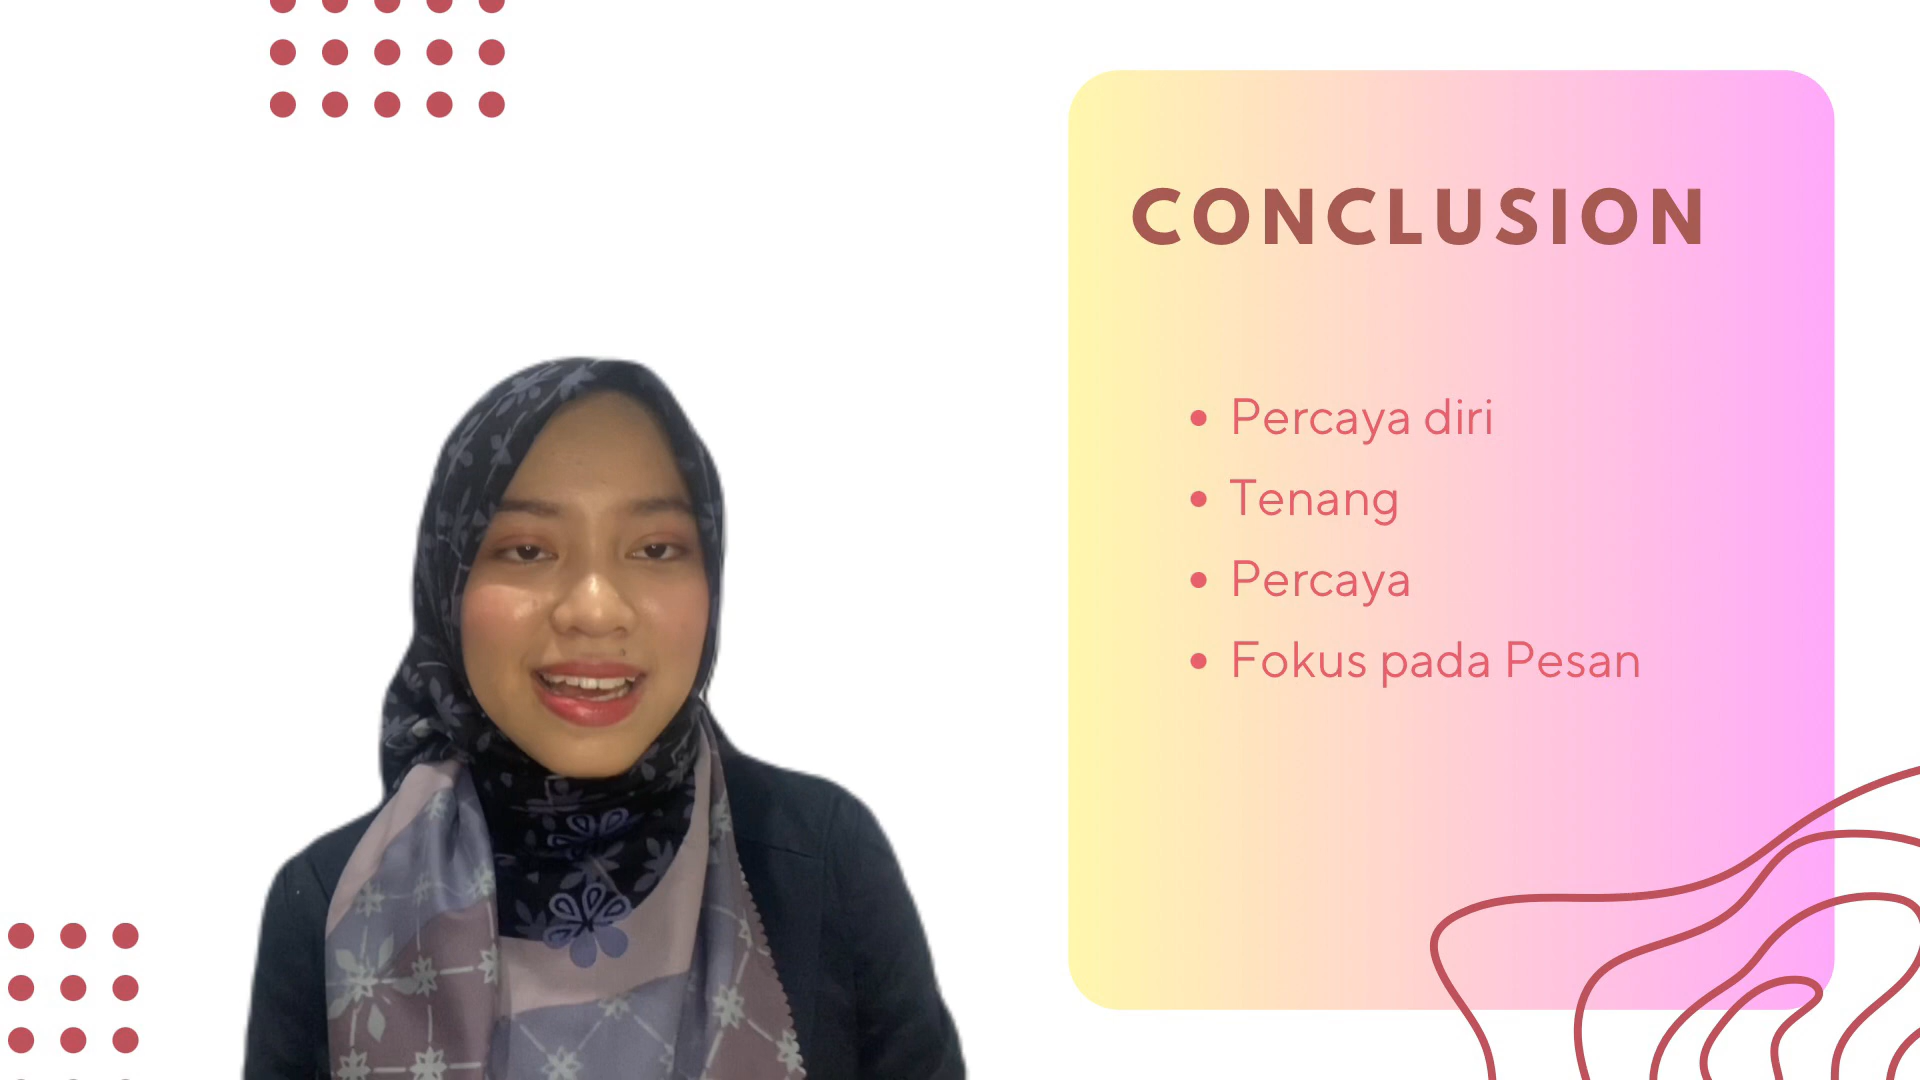 CONCLUSION
• Percaya diri
• Tenang
• Percaya
• Fokus pada Pesan